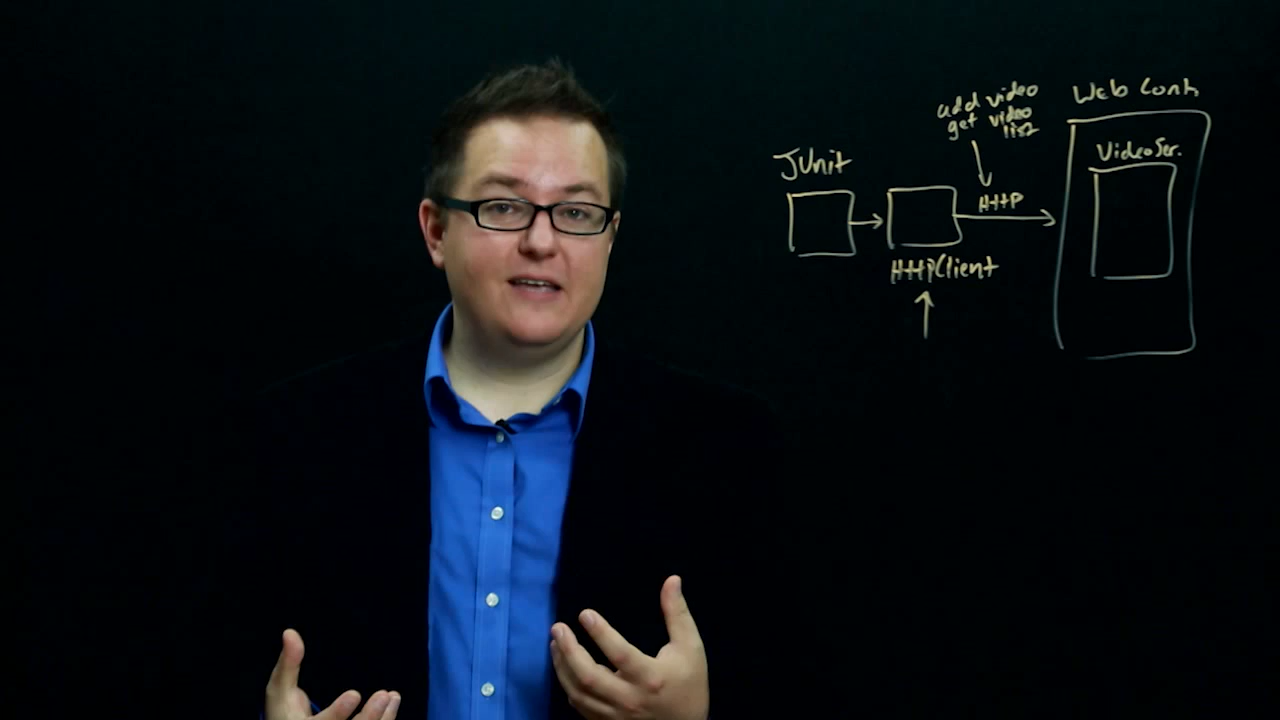 JUnit
HTTPClient
add video
get video
list
HTTP
Web Cont.
VideoSer.